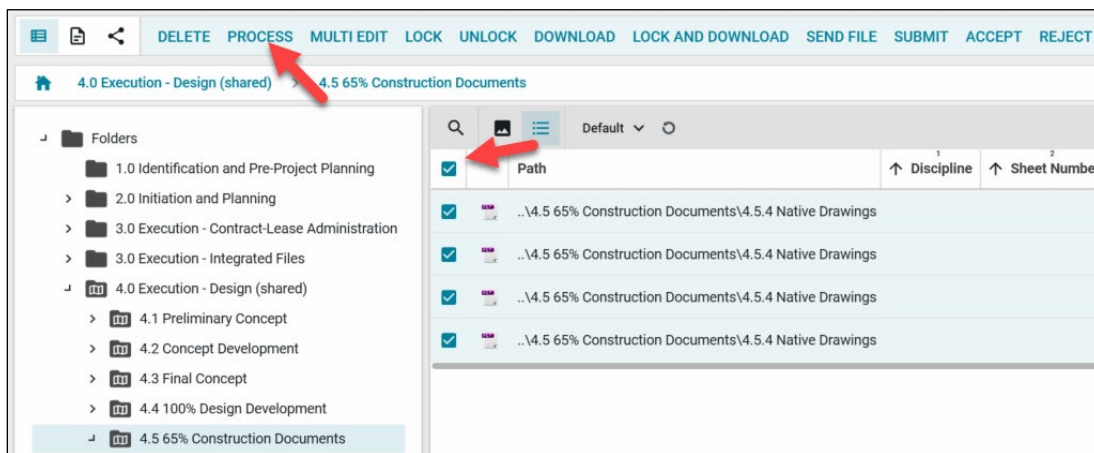 DELETE PROCESS MULTI EDIT LOCK UNLOCK DOWNLOAD LOCK AND DOWNLOAD SEND FILE SUBMIT ACCEPT REJECT
4.0 Execution - Design (shared) > 4.5 65% Construction Documents
Folders
1.0 Identification and Pre-Project Planning
2.0 Initiation and Planning
3.0 Execution - Contract-Lease Administration
3.0 Execution - Integrated Files
4.0 Execution - Design (shared)
4.1 Preliminary Concept
4.2 Concept Development
4.3 Final Concept
4.4 100% Design Development
4.5 65% Construction Documents
Default
Path 1 Discipline 2 Sheet Numbe
..\4.5 65% Construction Documents\4.5.4 Native Drawings
..\4.5 65% Construction Documents\4.5.4 Native Drawings
..\4.5 65% Construction Documents\4.5.4 Native Drawings
..\4.5 65% Construction Documents\4.5.4 Native Drawings